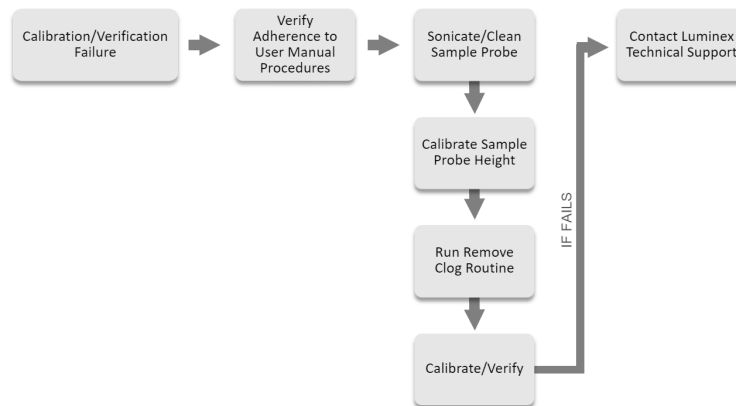 Calibration/Verification
Failure
Verify
Adherence to
User Manual
Procedures
Sonicate/Clean
Sample Probe
Calibrate Sample
Probe Height
Run Remove
Clog Routine
Calibrate/Verify
IF FAILS
Contact Luminex
Technical Support